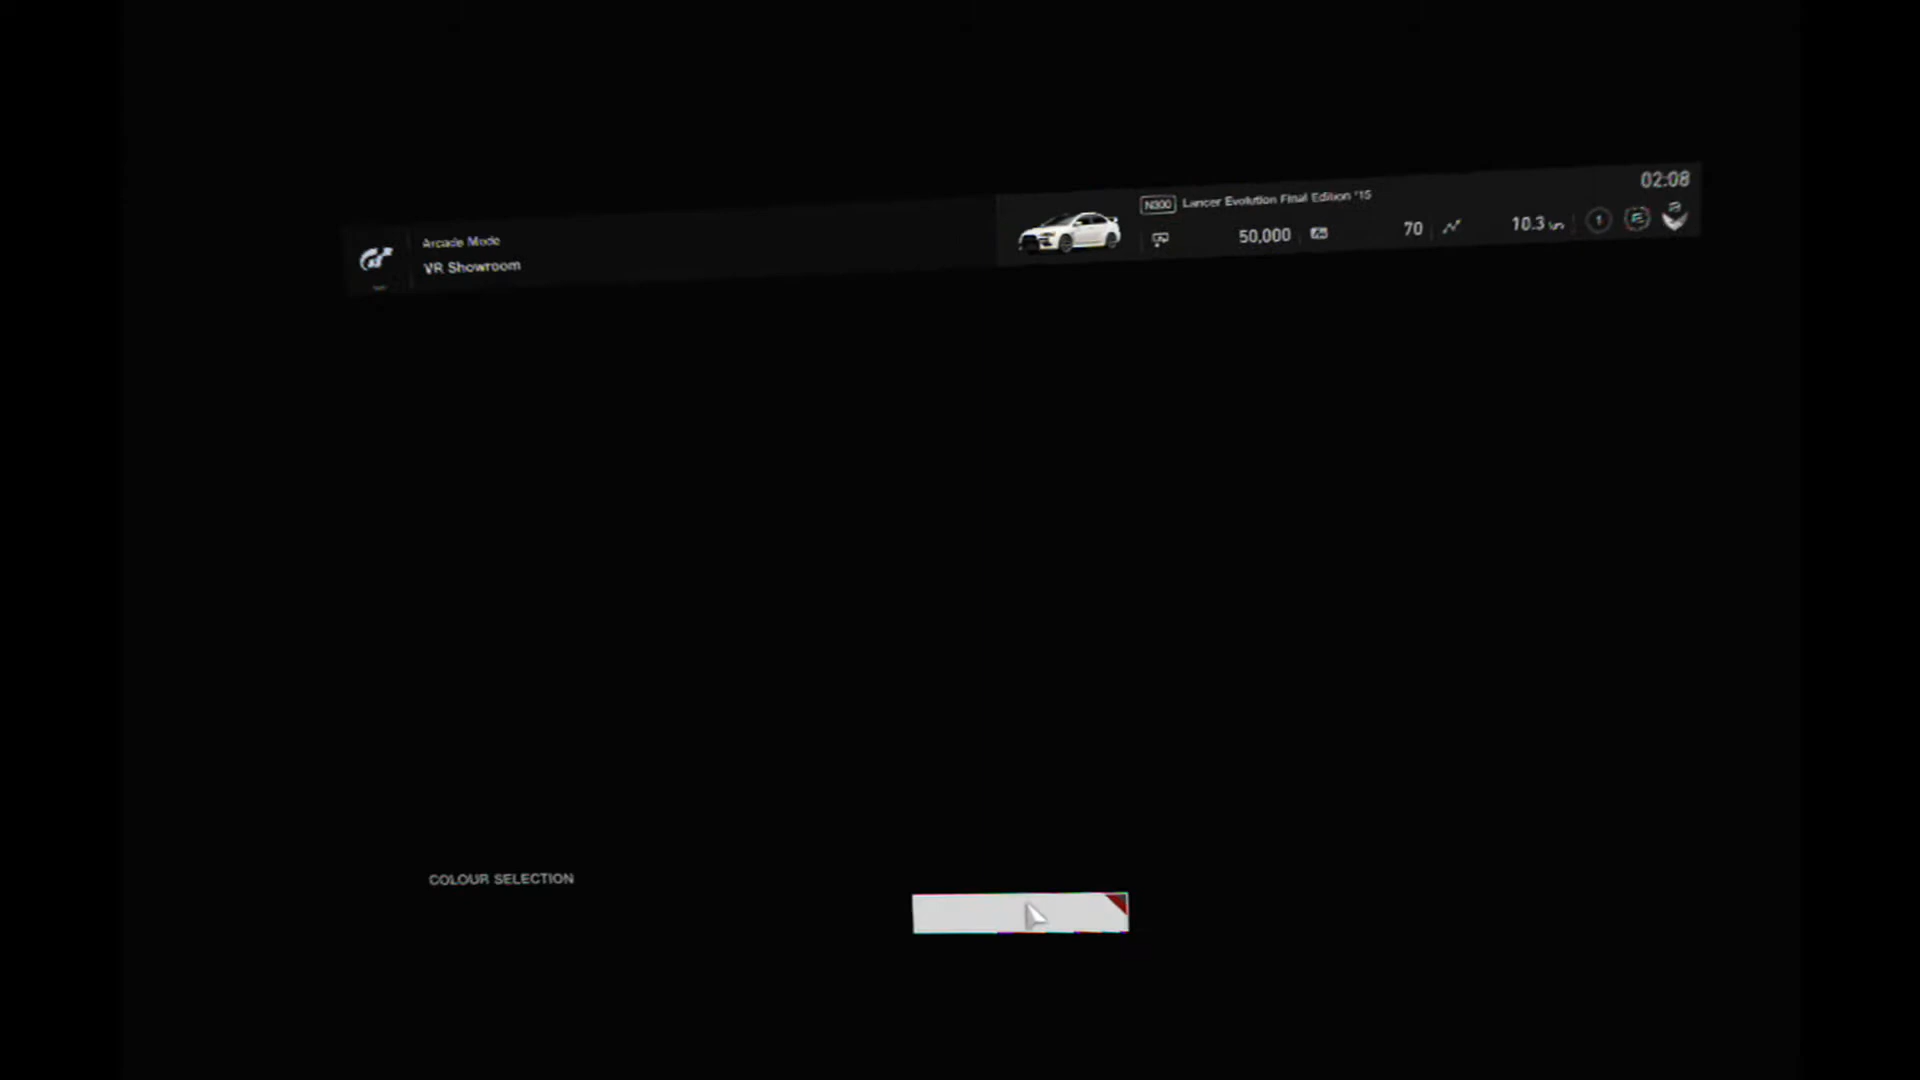 Arcade Mode
VR Showroom
N300 Lancer Evolution Final Edition '15
50,000
70
10.3
02:08
1
COLOUR SELECTION